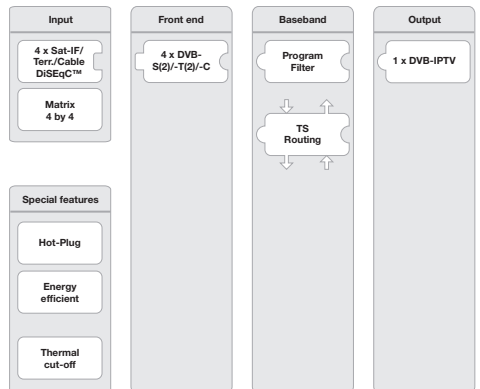 Input
4 x Sat-IF/
Terr./Cable
DiSEqC™
Matrix
4 by 4
Special features
Hot-Plug
Energy
efficient
Thermal
cut-off
Front end
4 x DVB-
S(2)/-T(2)/-C
Baseband
Program
Filter
TS
Routing
Output
1 x DVB-IPTV